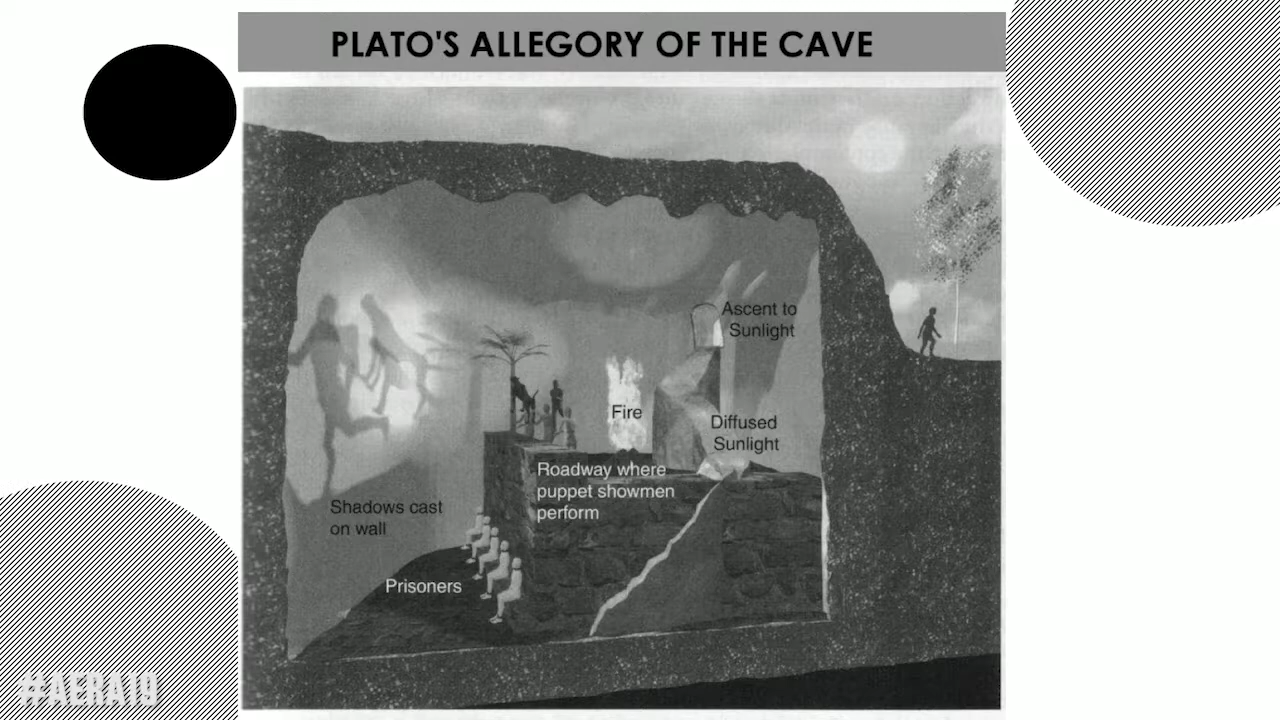 PLATO'S ALLEGORY OF THE CAVE
Ascent to
Sunlight
Fire
Diffused
Sunlight
Roadway where
puppet showmen
perform
Shadows cast
on wall
Prisoners
#AERA19